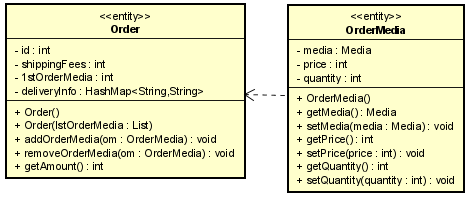 <<entity>>
Order
- id : int
- shippingFees : int
- 1stOrderMedia : int
- deliveryInfo : HashMap<String,String>
+ Order()
+ Order(lstOrderMedia : List)
+ addOrderMedia(om : OrderMedia) : void
+ removeOrderMedia(om : OrderMedia) : void
+ getAmount() : int
<<entity>>
OrderMedia
- media : Media
- price : int
- quantity : int
+ OrderMedia()
+ getMedia() : Media
+ setMedia(media : Media) : void
+ getPrice() : int
+ setPrice(price : int) : void
+ getQuantity() : int
+ setQuantity(quantity : int) : void